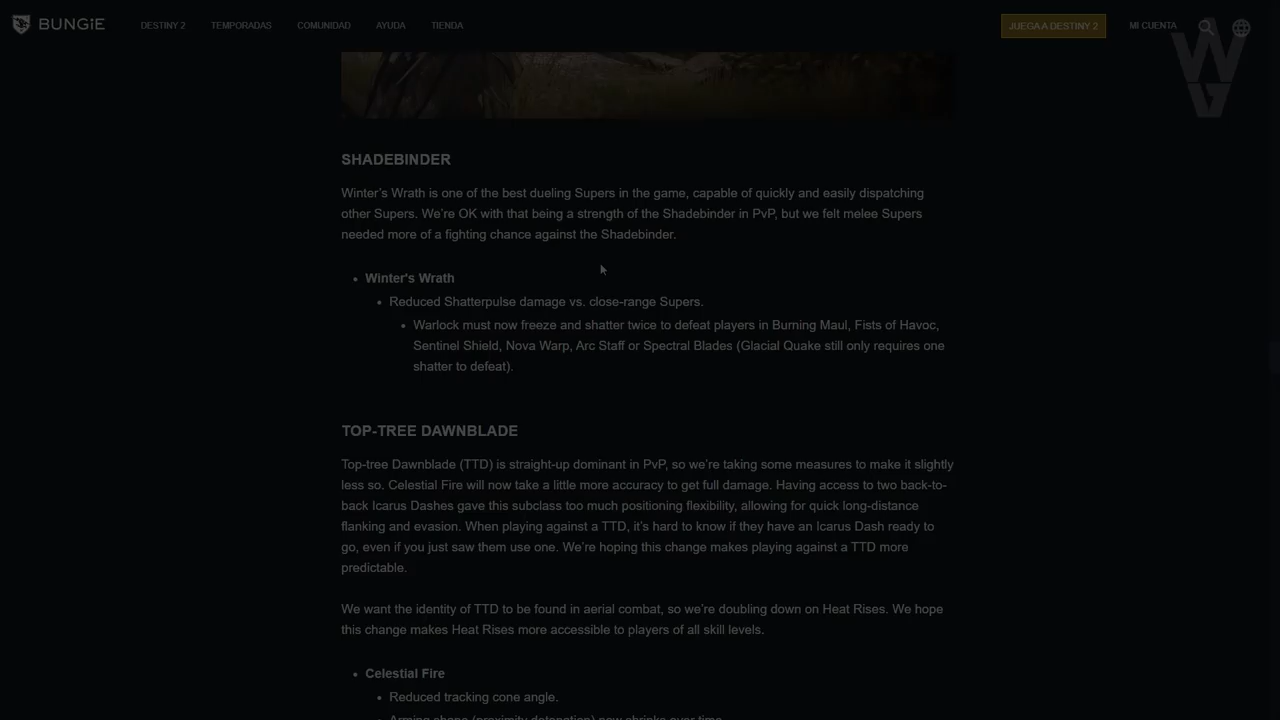 BUNGiE DESTINY 2 TEMPORADAS COMUNIDAD AYUDA TIENDA JUEGA A DESTINY 2 MI CUENTA
W
G
SHADEBINDER
Winter's Wrath is one of the best dueling Supers in the game, capable of quickly and easily dispatching
other Supers. We're OK with that being a strength of the Shadebinder in PvP, but we felt melee Supers
needed more of a fighting chance against the Shadebinder.
• Winter's Wrath
• Reduced Shatterpulse damage vs. close-range Supers.
• Warlock must now freeze and shatter twice to defeat players in Burning Maul, Fists of Havoc,
Sentinel Shield, Nova Warp, Arc Staff or Spectral Blades (Glacial Quake still only requires one
shatter to defeat).
TOP-TREE DAWNBLADE
Top-tree Dawnblade (TTD) is straight-up dominant in PvP, so we're taking some measures to make it slightly
less so. Celestial Fire will now take a little more accuracy to get full damage. Having access to two back-to-
back Icarus Dashes gave this subclass too much positioning flexibility, allowing for quick long-distance
flanking and evasion. When playing against a TTD, it's hard to know if they have an Icarus Dash ready to
go, even if you just saw them use one. We're hoping this change makes playing against a TTD more
predictable.
We want the identity of TTD to be found in aerial combat, so we're doubling down on Heat Rises. We hope
this change makes Heat Rises more accessible to players of all skill levels.
• Celestial Fire
• Reduced tracking cone angle.
• Arming shape (proximity detonation) now shrinks over time.